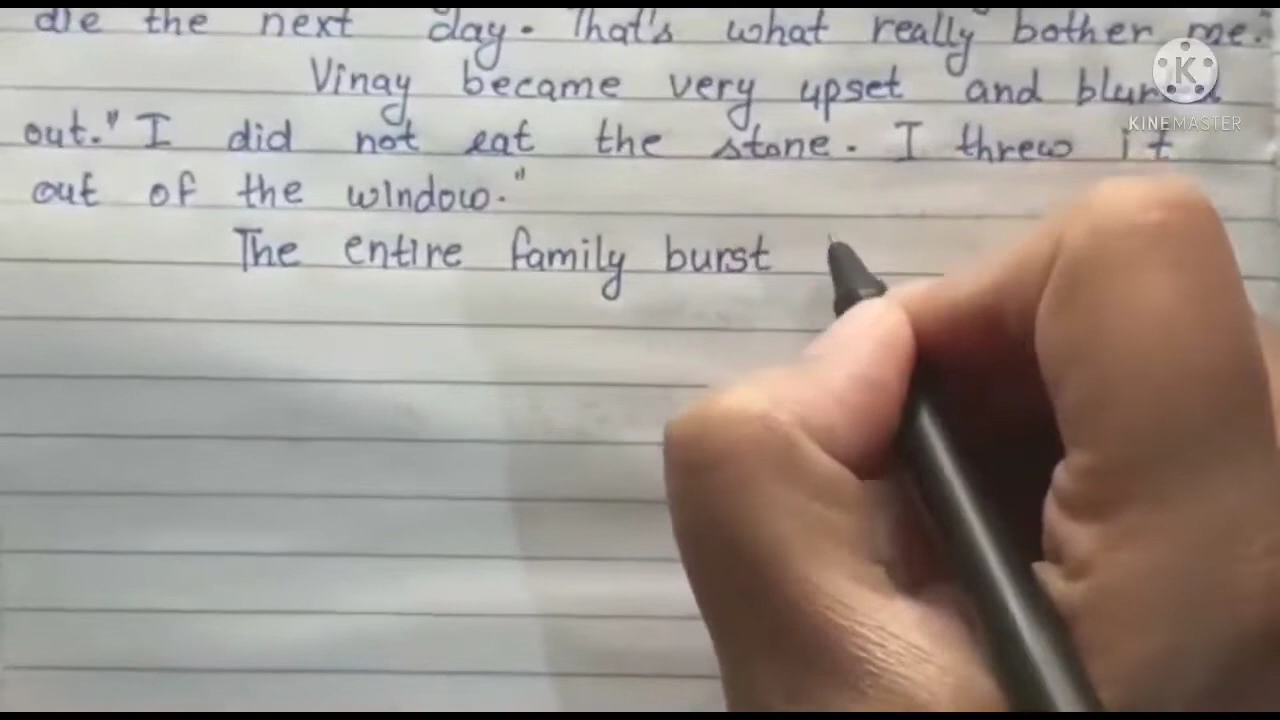 die the next day. That's what really bother me.
Vinay became very upset and
out." I did not eat the stone. I threw it
out of the window."
The entire family burst
KINEMASTER